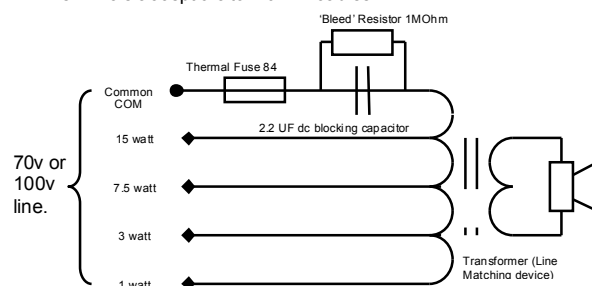 'Bleed' Resistor 1MOhm
Thermal Fuse 84
Common
COM
2.2 UF dc blocking capacitor
15 watt
70v or
100v
line.
7.5 watt
3 watt
Transformer (Line
Matching device)
1 watt